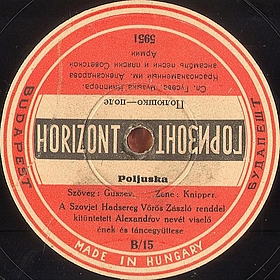 5951
Армии
ансамбль песни и пляски Советской
Краснознаменный им. Александрова
Сл. Гусева Музыка Книппера
Полюшко—поле
BUDAPEST
БУДАПЕШТ
HORIZONT
ГОРИЗОНТ
Poljuska
Szöveg: Guszev. Zene: Knipper.
A Szovjet Hadsereg Vörös Zászló renddel
kitüntetett Alexandrov nevét viselő
ének és táncegyüttese
B/15
MADE IN HUNGARY